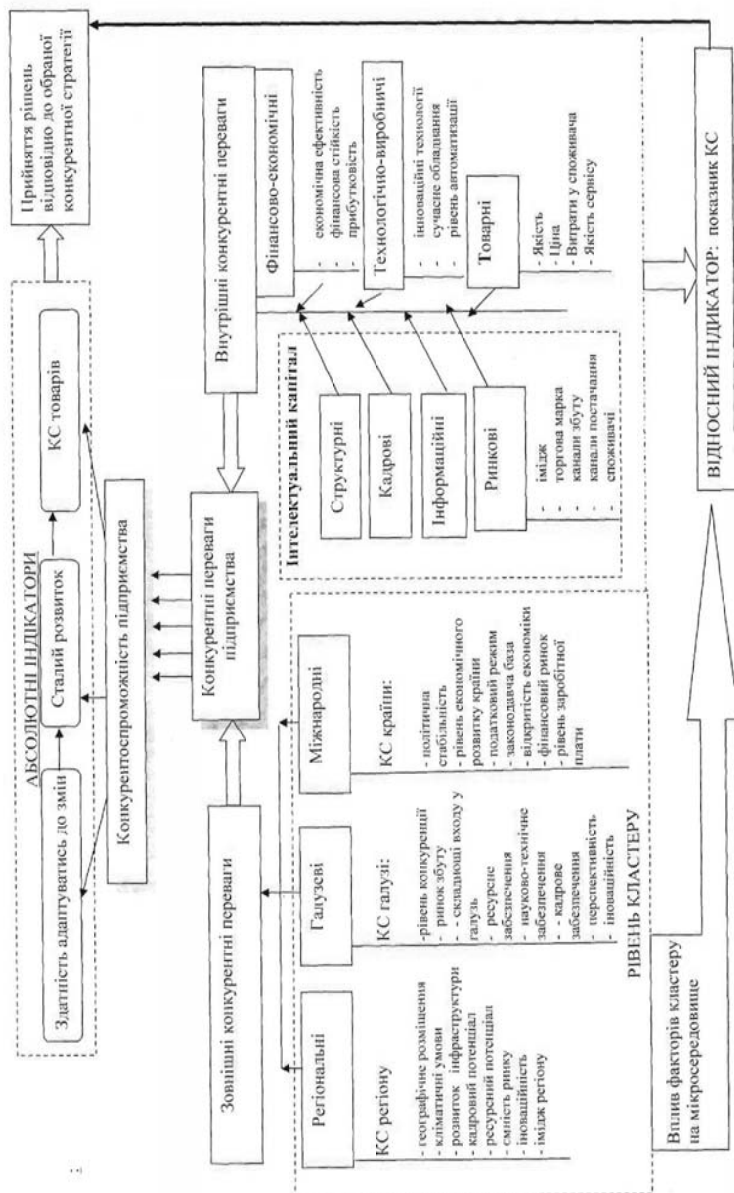 АБСОЛЮТНІ ІНДІКАТОРИ
Здатність адаптуватись до змін
Сталий розвиток
КС товарів
Прийняття рішень
відповідно до обраної
конкурентної стратегії
Конкурентоспроможність підприємства
Зовнішні конкурентні переваги
Конкурентні переваги
підприємства
Внутрішні конкурентні переваги
Регіональні
КС регіону
- географічне розміщення
- кліматичні умови
- розвиток інфраструктури
- кадровий потенціал
- ресурсний потенціал
- ємність ринку
- іноваційність
- імідж регіону
Галузеві
КС галузі:
-рівень конкуренції
- ринок збуту
- - складнощі входу у
галузь
- ресурсне
забезпечення
- науково-технічне
забезпечення
- - кадрове
забезпечення
- перспективність
- іноваційність
Міжнародні
КС країни:
- політична
стабільність
- рівень економічного
розвитку країни
- податковий режим
- законодавча база
- відкритість економіки
- фінансовий ринок
- рівень заробітної
плати
РІВЕНЬ КЛАСТЕРУ
Інтелектуальний капітал
Структурні
Кадрові
Інформаційні
Ринкові
- імідж
- торгова марка
- канали збуту
- канали постачання
- споживачі
Фінансово-економічні
- економічна ефективність
- фінансова стійкість
- прибутковість
Технологічно-виробничі
- інноваційні технології
- сучасне обладнання
- рівень автоматизації
Товарні
- Якість
- Ціна
- Витрати у споживача
- Якість сервісу
Вплив факторів кластеру
на мікросередовище
ВІДНОСНИЙ ІНДИКАТОР: показник КС